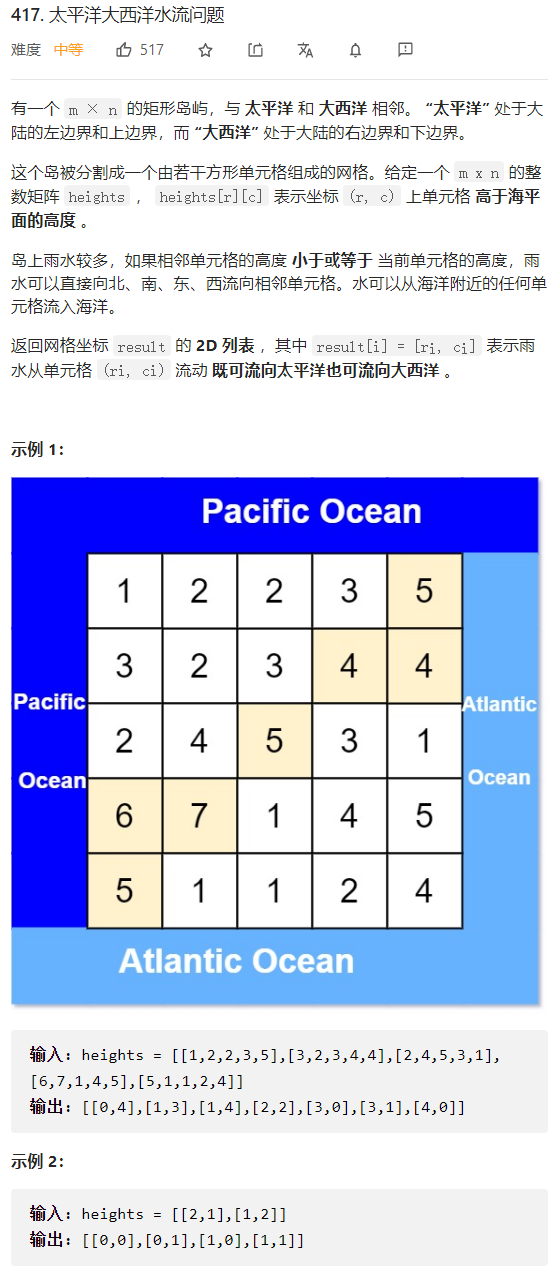 417. 太平洋大西洋水流问题
难度 中等 517
有一个 m × n 的矩形岛屿，与 太平洋 和 大西洋 相邻。 “太平洋” 处于大
陆的左边界和上边界，而 “大西洋” 处于大陆的右边界和下边界。
这个岛被分割成一个由若干方形单元格组成的网格。给定一个 m x n 的整
数矩阵 heights ， heights[r][c] 表示坐标 (r, c) 上单元格 高于海平
面的高度 。
岛上雨水较多，如果相邻单元格的高度 小于或等于 当前单元格的高度，雨
水可以直接向北、南、东、西流向相邻单元格。水可以从海洋附近的任何单
元格流入海洋。
返回网格坐标 result 的 2D 列表 ，其中 result[i] = [ri, ci] 表示雨
水从单元格 (ri, ci) 流动 既可流向太平洋也可流向大西洋 。
示例 1：
Pacific Ocean
1 2 2 3 5
3 2 3 4 4
Pacific
Atlantic
2 4 5 3 1
Ocean
Ocean
6 7 1 4 5
5 1 1 2 4
Atlantic Ocean
输入：heights = [[1,2,2,3,5],[3,2,3,4,4],[2,4,5,3,1],
[6,7,1,4,5],[5,1,1,2,4]]
输出：[[0,4],[1,3],[1,4],[2,2],[3,0],[3,1],[4,0]]
示例 2：
输入：heights = [[2,1],[1,2]]
输出：[[0,0],[0,1],[1,0],[1,1]]